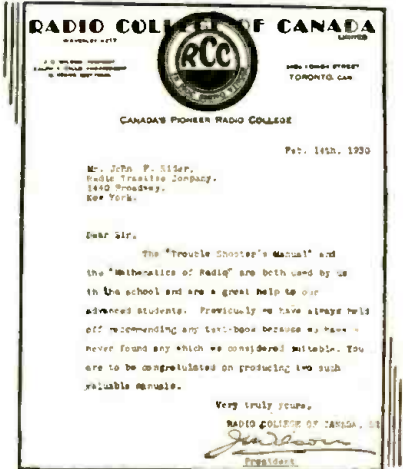 RADIO COLLEGE OF CANADA
LIMITED
RCC
TORONTO, CAN
CANADA'S PIONEER RADIO COLLEGE
Feb. 14th, 1930
Mr. John F. Rider,
Radio Treatise Company.
1440 Broadway.
New York.
Dear Sir,
The "Trouble Shooter's Manual" and
the "Mathematics of Radio" are both used by us
in the school and are a great help to our
advanced students. Previously we have always held
off recommending any text-book because we have
never found any which we considered suitable. You
are to be congratulated on producing two such
valuable manuals.
Very truly yours,
RADIO COLLEGE OF CANADA,
President